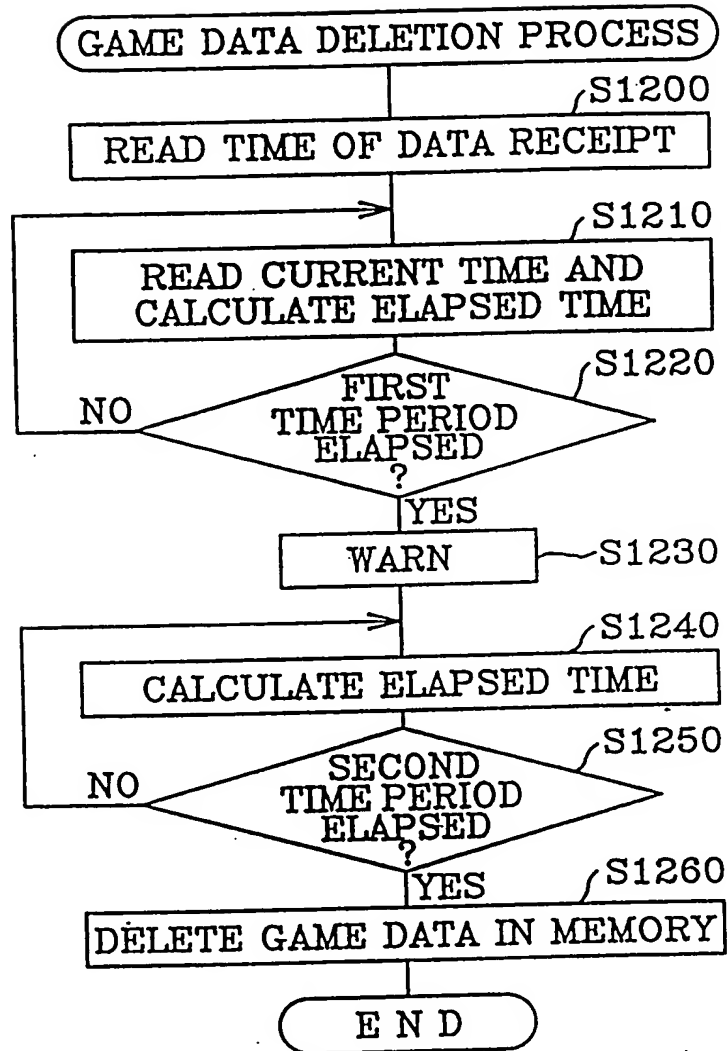 GAME DATA DELETION PROCESS
S1200
READ TIME OF DATA RECEIPT
S1210
READ CURRENT TIME AND
CALCULATE ELAPSED TIME
S1220
FIRST
TIME PERIOD
ELAPSED
?
NO
YES
WARN
S1230
S1240
CALCULATE ELAPSED TIME
S1250
SECOND
TIME PERIOD
ELAPSED
?
NO
YES
S1260
DELETE GAME DATA IN MEMORY
END